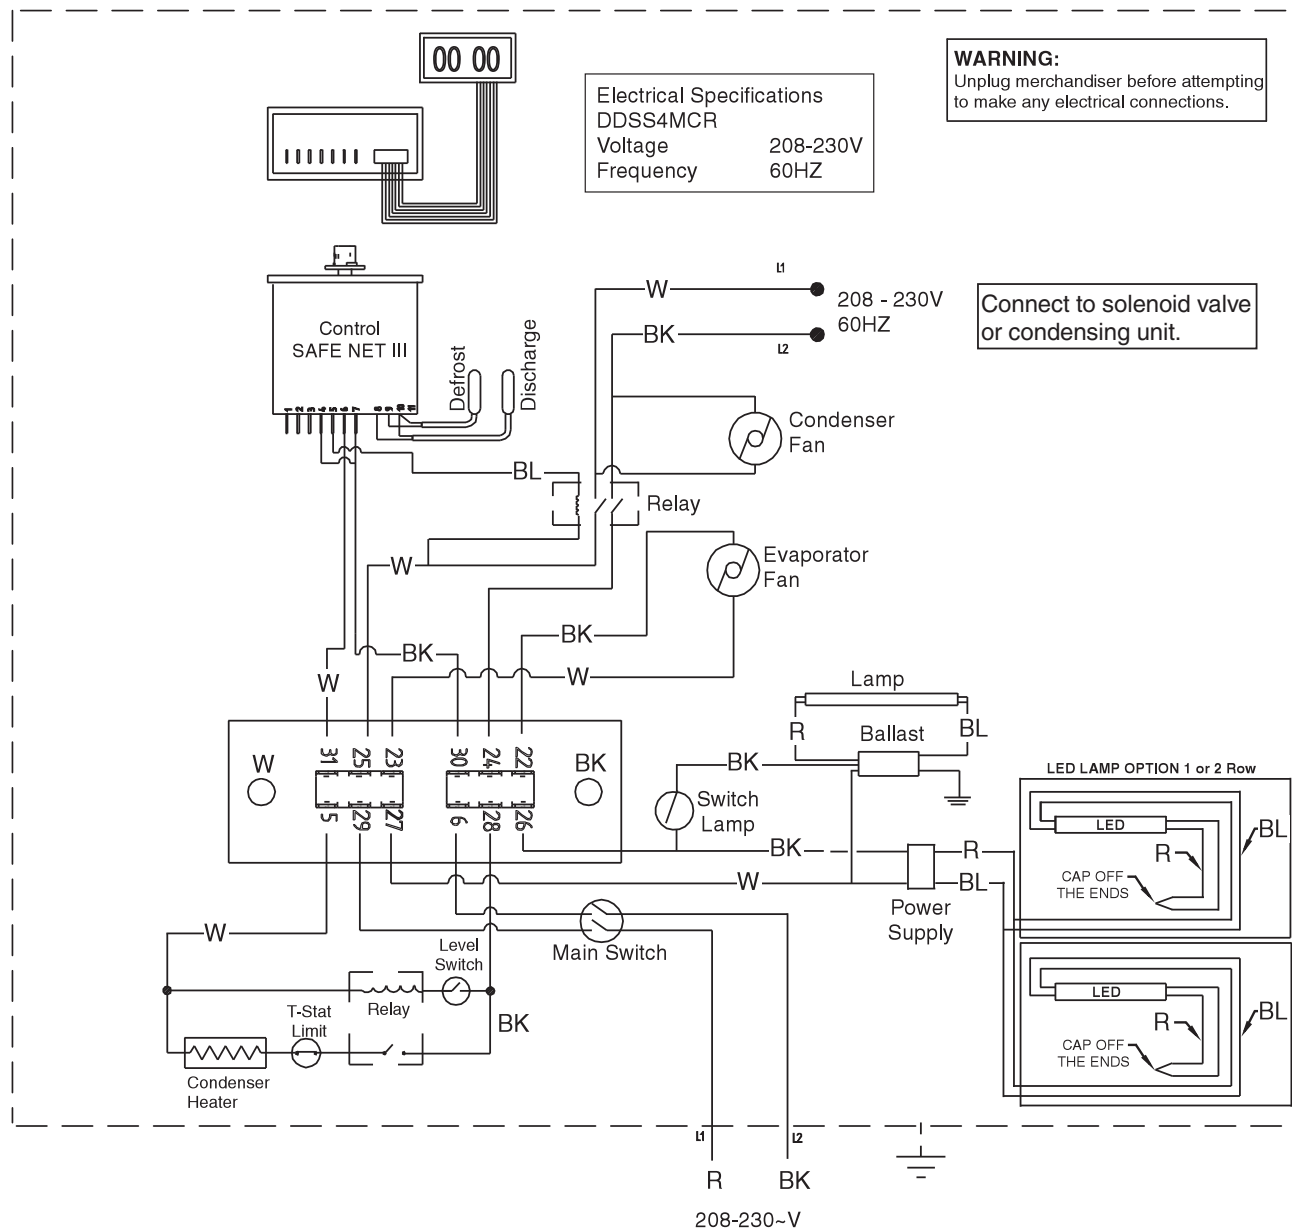 00 00
WARNING:
Unplug merchandiser before attempting
to make any electrical connections.
Electrical Specifications
DDSS4MCR
Voltage 208-230V
Frequency 60HZ
L1
W
208 - 230V
60HZ
BK
L2
Connect to solenoid valve
or condensing unit.
Control
SAFE NET III
Defrost
Discharge
1 2 3 4 5 6 7 8 9 10 11
Condenser
Fan
BL
Relay
W
Evaporator
Fan
BK
BK
W
W
Lamp
R
BL
Ballast
31 25 23 30 24 22
W
BK
5 29 27 6 28 26
BK
Switch
Lamp
BK
W
R
BL
Power
Supply
LED LAMP OPTION 1 or 2 Row
LED
R
BL
CAP OFF
THE ENDS
LED
R
BL
CAP OFF
THE ENDS
W
Level
Switch
Main Switch
T-Stat
Limit
Relay
BK
Condenser
Heater
L1
L2
R
BK
208-230~V